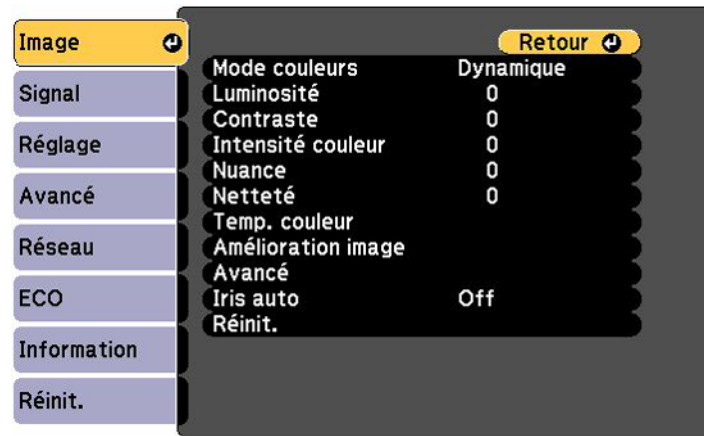 Image
Signal
Réglage
Avancé
Réseau
ECO
Information
Réinit.
Retour
Mode couleurs Dynamique
Luminosité 0
Contraste 0
Intensité couleur 0
Nuance 0
Netteté 0
Temp. couleur
Amélioration image
Avancé
Iris auto Off
Réinit.